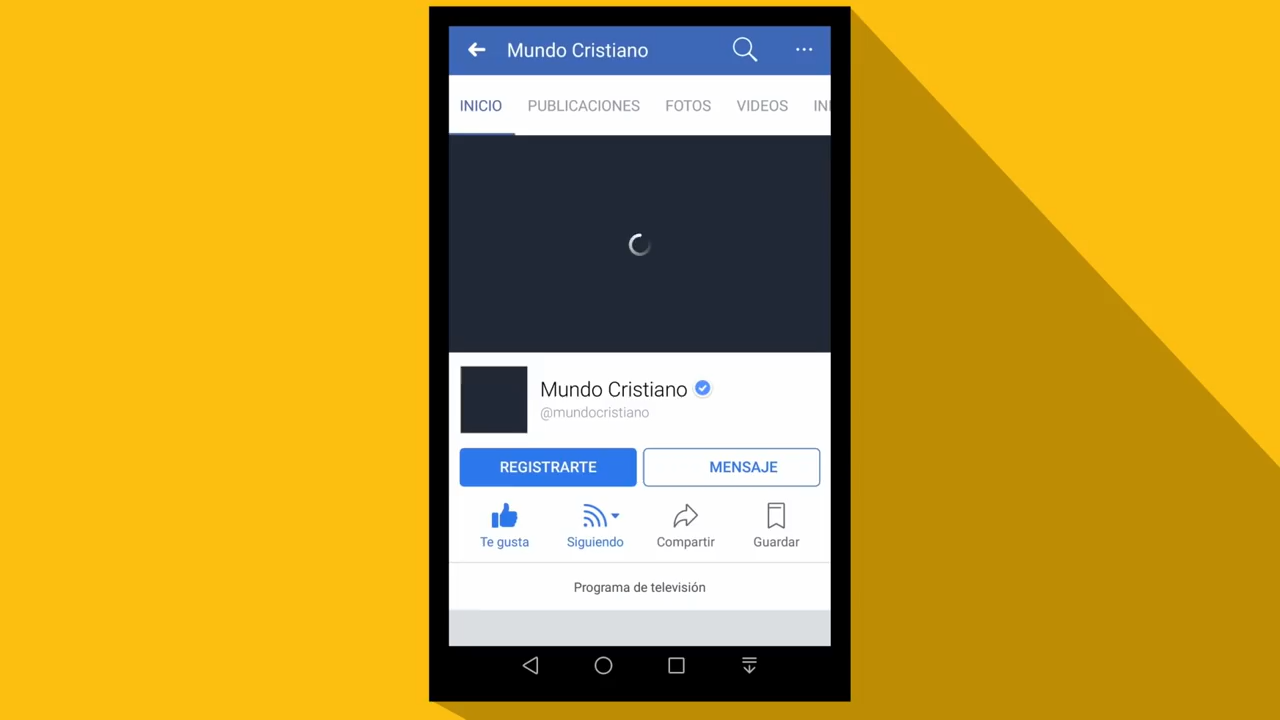 Mundo Cristiano
INICIO PUBLICACIONES FOTOS VIDEOS
Mundo Cristiano
@mundocristiano
REGISTRARTE MENSAJE
Te gusta Siguiendo Compartir Guardar
Programa de televisión